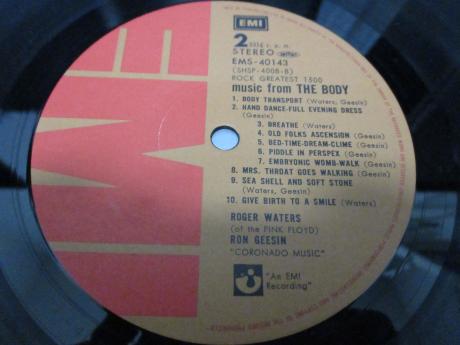 EMI
EMI
2 33⅓ r.p.m.
STEREO
EMS-40143
(SHSP-4008-B)
ROCK GREATEST 1500
music from THE BODY
1. BODY TRANSPORT (Waters, Geesin)
2. HAND DANCE-FULL EVENING DRESS
(Geesin)
3. BREATHE (Waters)
4. OLD FOLKS ASCENSION (Geesin)
5. BED-TIME-DREAM-CLIME (Geesin)
6. PIDDLE IN PERSPEX (Geesin)
7. EMBRYONIC WOMB-WALK (Geesin)
8. MRS. THROAT GOES WALKING (Geesin)
9. SEA SHELL AND SOFT STONE
(Waters, Geesin)
10. GIVE BIRTH TO A SMILE (Waters)
ROGER WATERS
(of the PINK FLOYD)
RON GEESIN
"CORONADO MUSIC"
"An EMI
Recording"